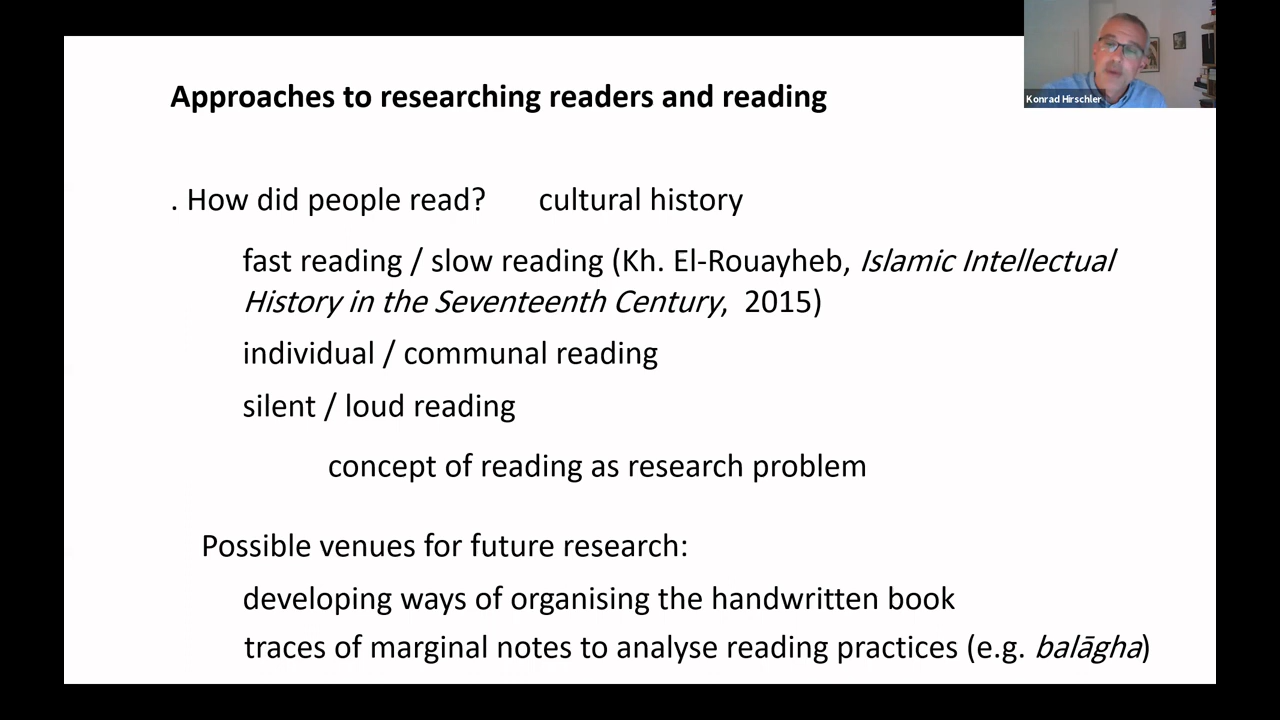 Konrad Hirschler
Approaches to researching readers and reading
. How did people read? cultural history
fast reading / slow reading (Kh. El-Rouayheb, Islamic Intellectual
History in the Seventeenth Century, 2015)
individual / communal reading
silent / loud reading
concept of reading as research problem
Possible venues for future research:
developing ways of organising the handwritten book
traces of marginal notes to analyse reading practices (e.g. balāgha)